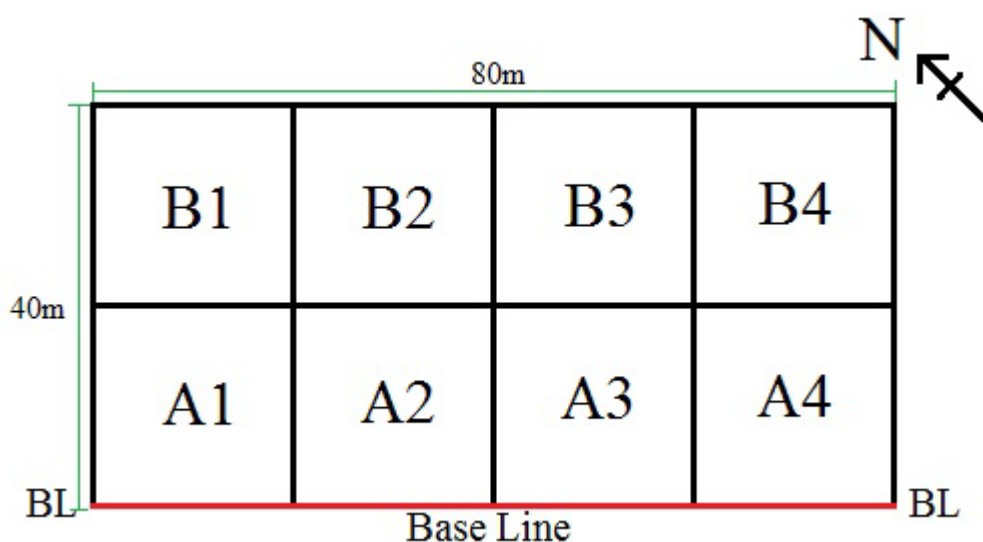 N
80m
B1 B2 B3 B4
40m
A1 A2 A3 A4
BL BL
Base Line